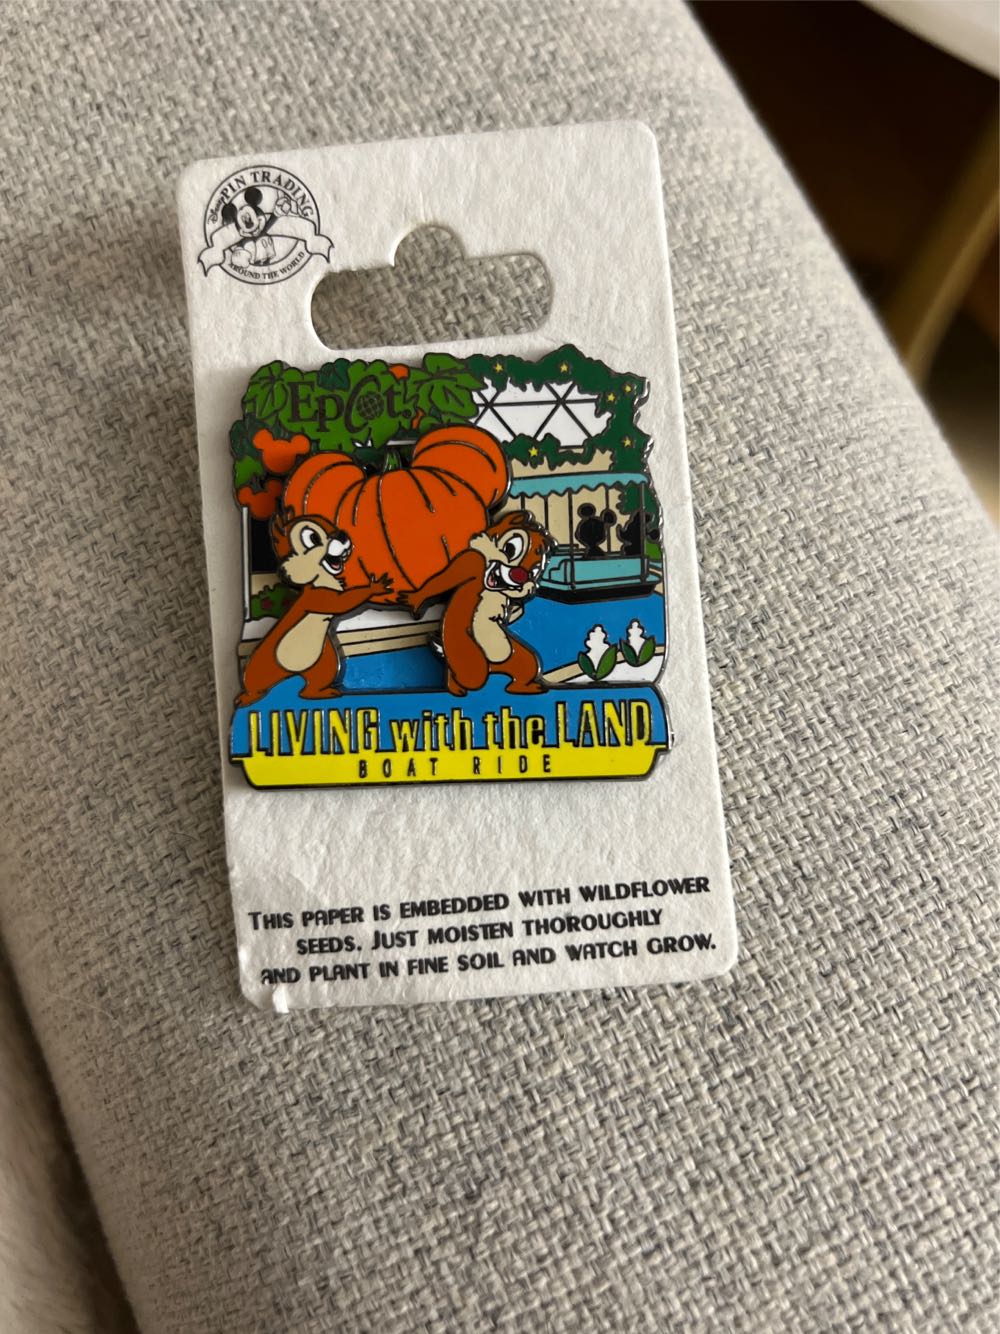 Disney PIN TRADING
AROUND THE WORLD
Epcot.
LIVING with the LAND
BOAT RIDE
THIS PAPER IS EMBEDDED WITH WILDFLOWER
SEEDS. JUST MOISTEN THOROUGHLY
AND PLANT IN FINE SOIL AND WATCH GROW.